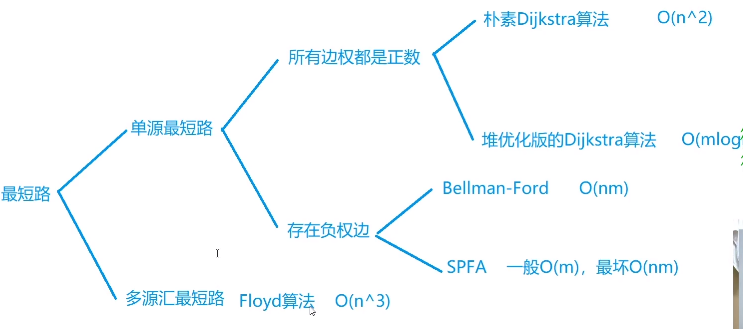 朴素Dijkstra算法 O(n^2)
所有边权都是正数
单源最短路
堆优化版的Dijkstra算法 O(mlog
最短路
Bellman-Ford O(nm)
存在负权边
SPFA 一般O(m)，最坏O(nm)
多源汇最短路 Floyd算法 O(n^3)